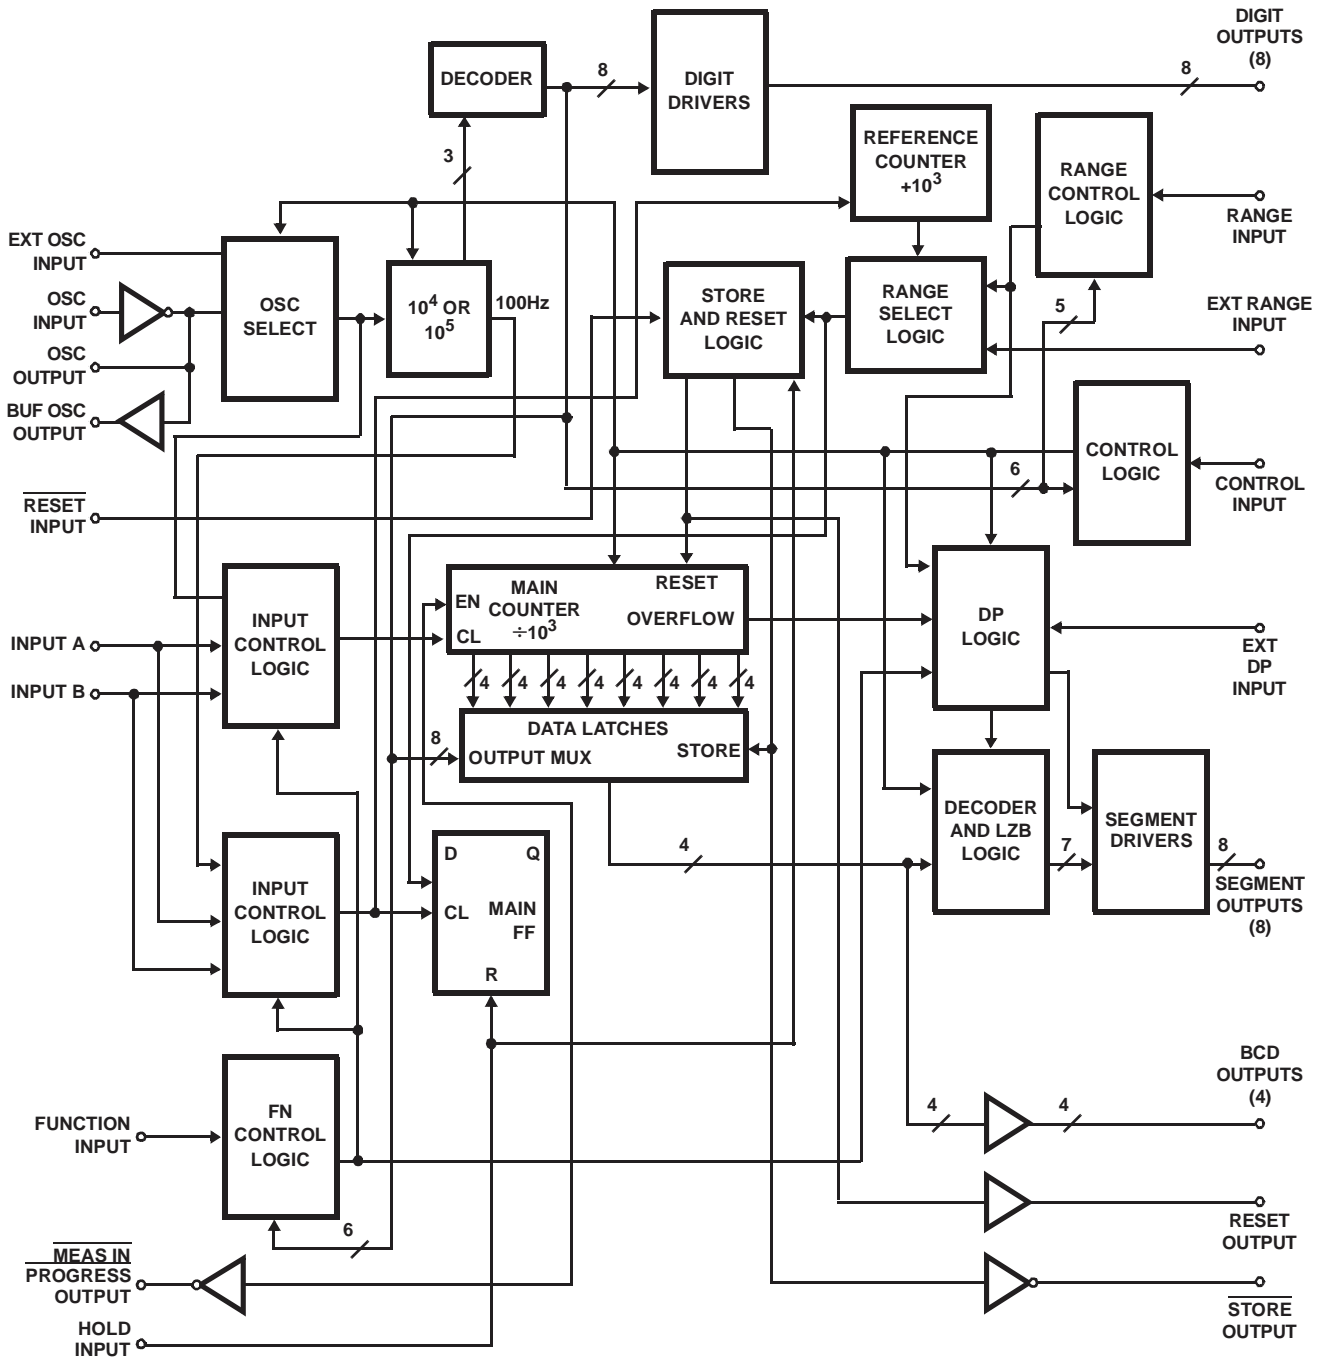 DIGIT
OUTPUTS
(8)
DECODER
8
DIGIT
DRIVERS
8
3
REFERENCE
COUNTER
+10³
RANGE
CONTROL
LOGIC
RANGE
INPUT
EXT OSC
INPUT
OSC
INPUT
OSC
OUTPUT
BUF OSC
OUTPUT
OSC
SELECT
10⁴ OR
10⁵
100Hz
STORE
AND RESET
LOGIC
RANGE
SELECT
LOGIC
5
EXT RANGE
INPUT
CONTROL
LOGIC
6
CONTROL
INPUT
RESET
INPUT
INPUT
CONTROL
LOGIC
INPUT A
INPUT B
EN
CL
MAIN
COUNTER
÷10³
RESET
OVERFLOW
DP
LOGIC
EXT
DP
INPUT
4
4
4
4
4
4
4
4
8
DATA LATCHES
OUTPUT MUX
STORE
4
DECODER
AND LZB
LOGIC
7
SEGMENT
DRIVERS
8
SEGMENT
OUTPUTS
(8)
INPUT
CONTROL
LOGIC
D
Q
CL
MAIN
FF
R
FN
CONTROL
LOGIC
FUNCTION
INPUT
6
BCD
OUTPUTS
(4)
4
4
RESET
OUTPUT
MEAS IN
PROGRESS
OUTPUT
HOLD
INPUT
STORE
OUTPUT